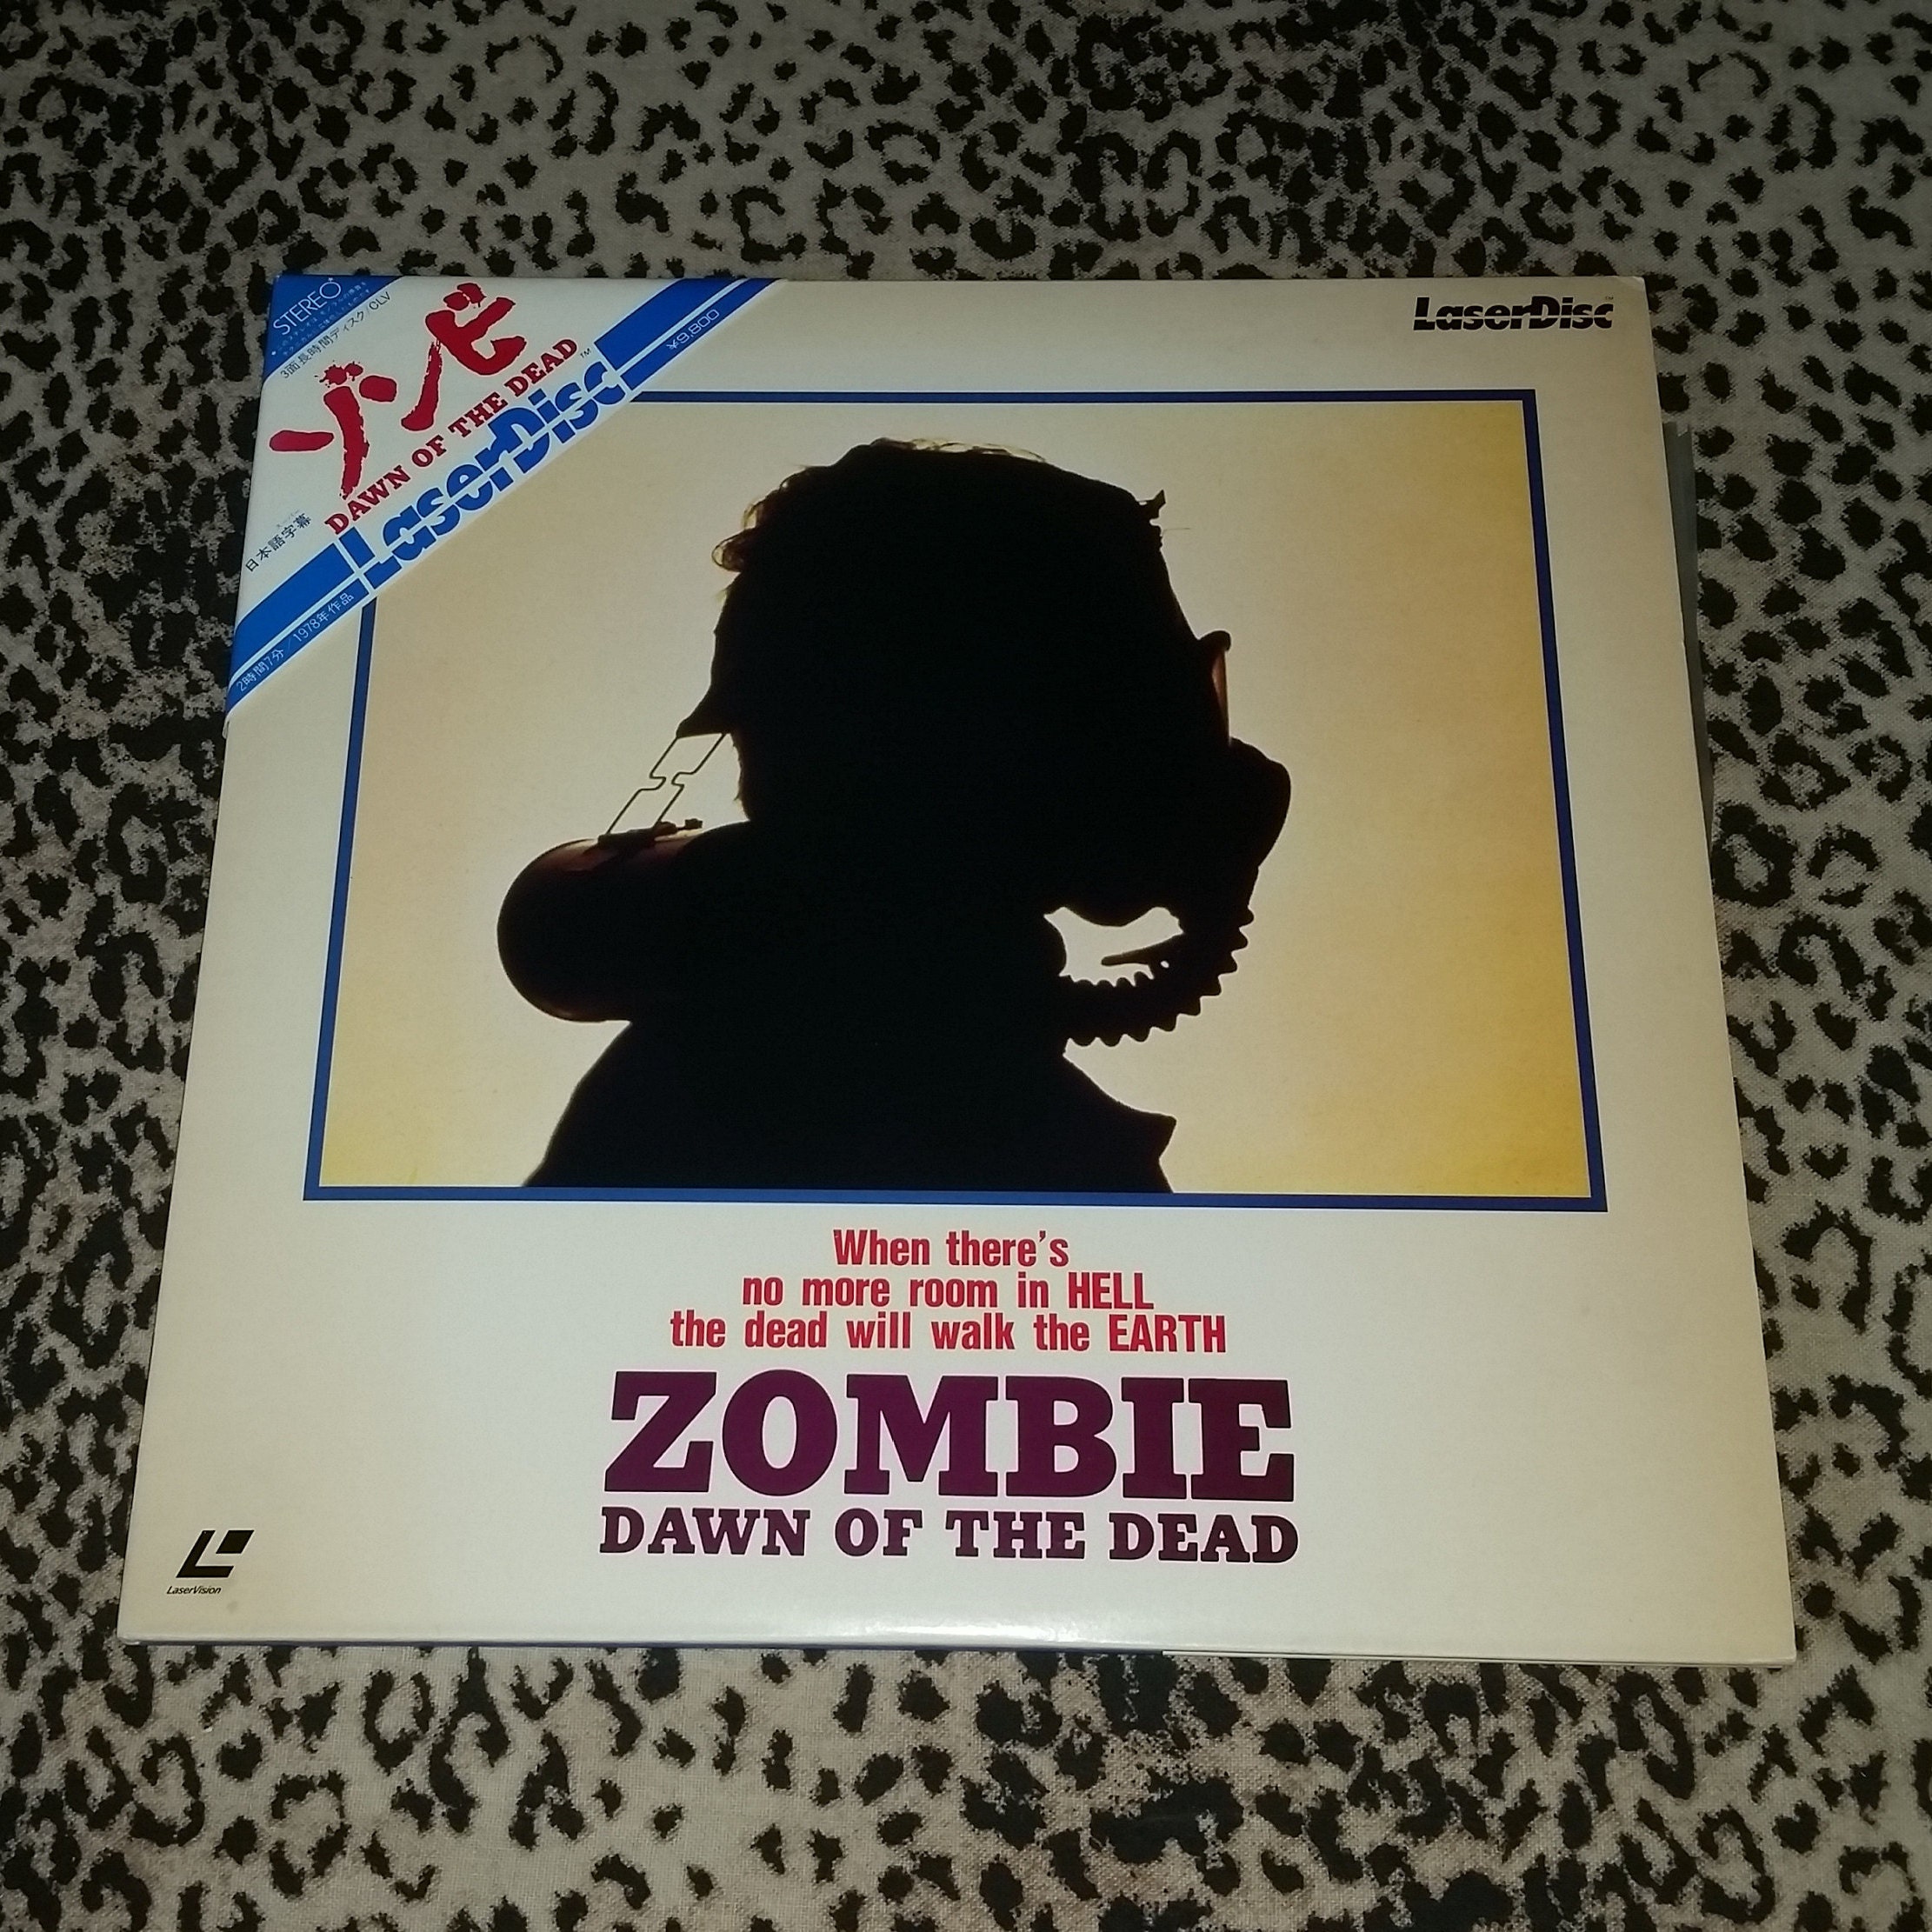 STEREO
3面長時間ディスク/CLV
ゾンビ
DAWN OF THE DEAD
LaserDisc™
¥9,800
日本語字幕
2時間7分/1978年作品
LaserDisc™
When there's
no more room in HELL
the dead will walk the EARTH
ZOMBIE
DAWN OF THE DEAD
LaserVision